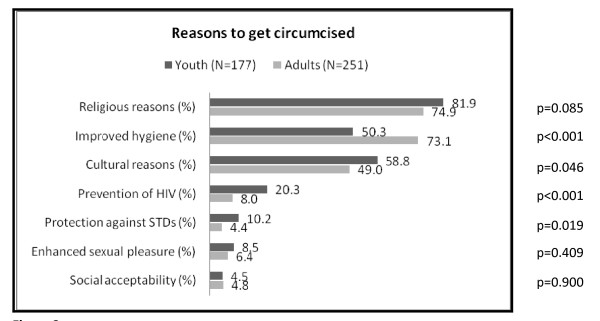 Reasons to get circumcised
Youth (N=177) Adults (N=251)
Religious reasons (%) 81.9 74.9 p=0.085
Improved hygiene (%) 50.3 73.1 p<0.001
Cultural reasons (%) 58.8 49.0 p=0.046
Prevention of HIV (%) 20.3 8.0 p<0.001
Protection against STDs (%) 10.2 4.4 p=0.019
Enhanced sexual pleasure (%) 8.5 6.4 p=0.409
Social acceptability (%) 4.5 4.8 p=0.900